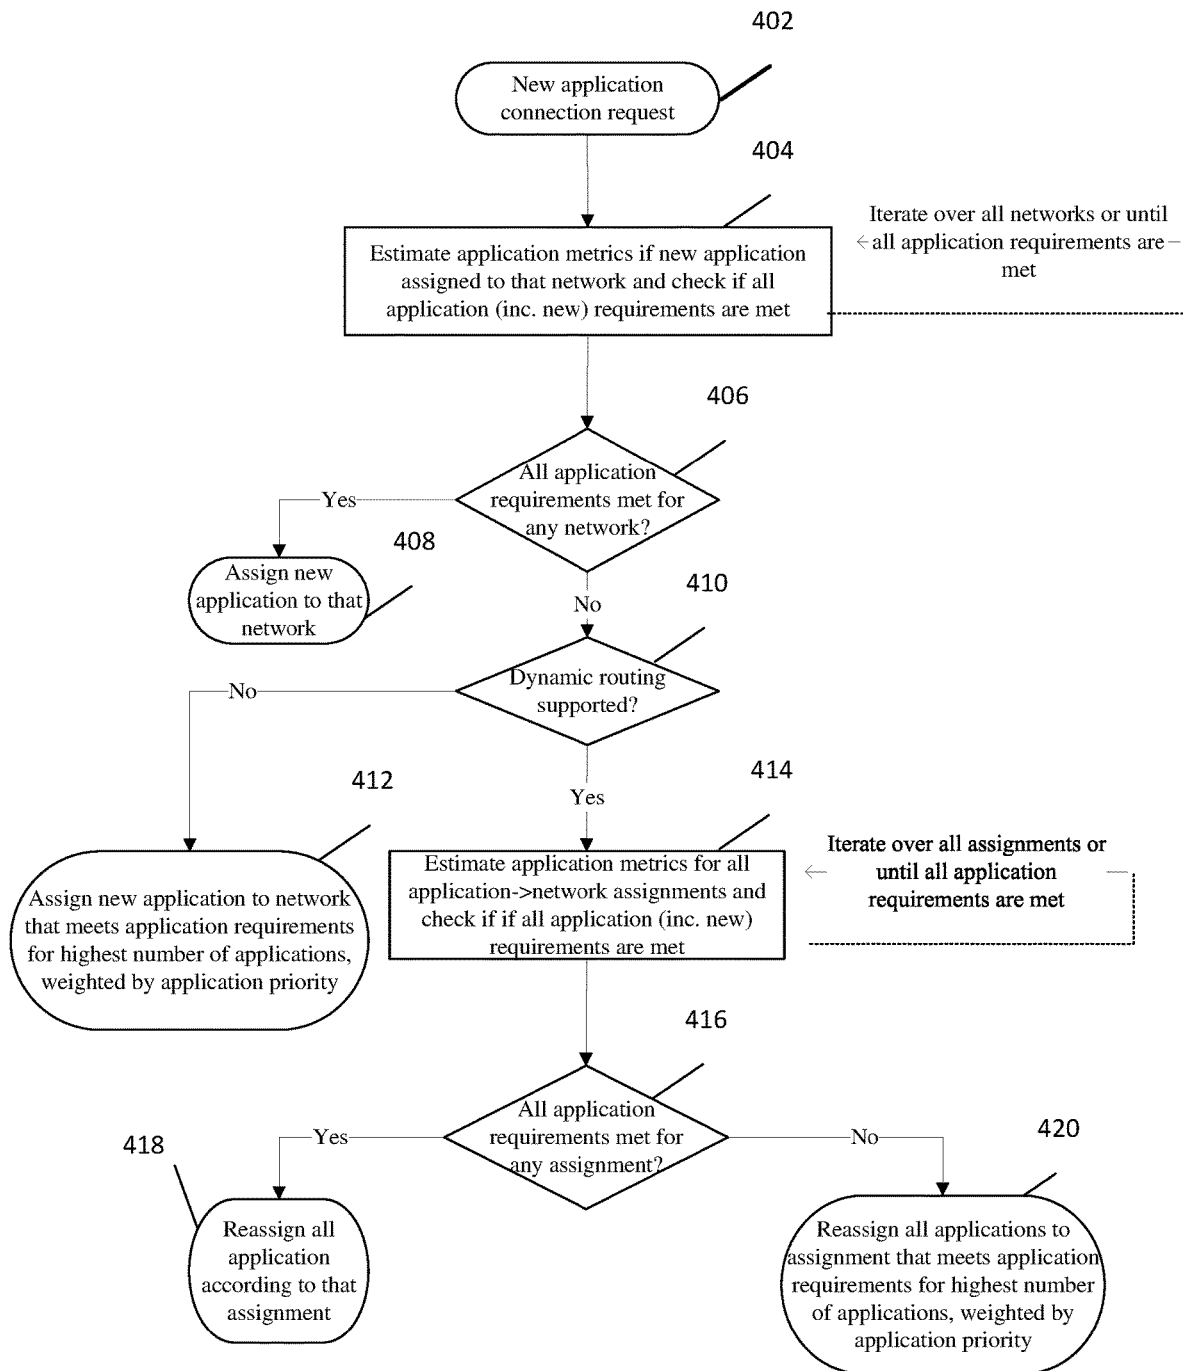 402
New application
connection request
404
Iterate over all networks or until
all application requirements are
met
Estimate application metrics if new application
assigned to that network and check if all
application (inc. new) requirements are met
406
All application
requirements met for
any network?
Yes
408
Assign new
application to that
network
No
410
Dynamic routing
supported?
No
412
Yes
414
Assign new application to network
that meets application requirements
for highest number of applications,
weighted by application priority
Estimate application metrics for all
application->network assignments and
check if if all application (inc. new)
requirements are met
Iterate over all assignments or
until all application
requirements are met
416
All application
requirements met for
any assignment?
Yes
418
No
420
Reassign all
application
according to that
assignment
Reassign all applications to
assignment that meets application
requirements for highest number
of applications, weighted by
application priority